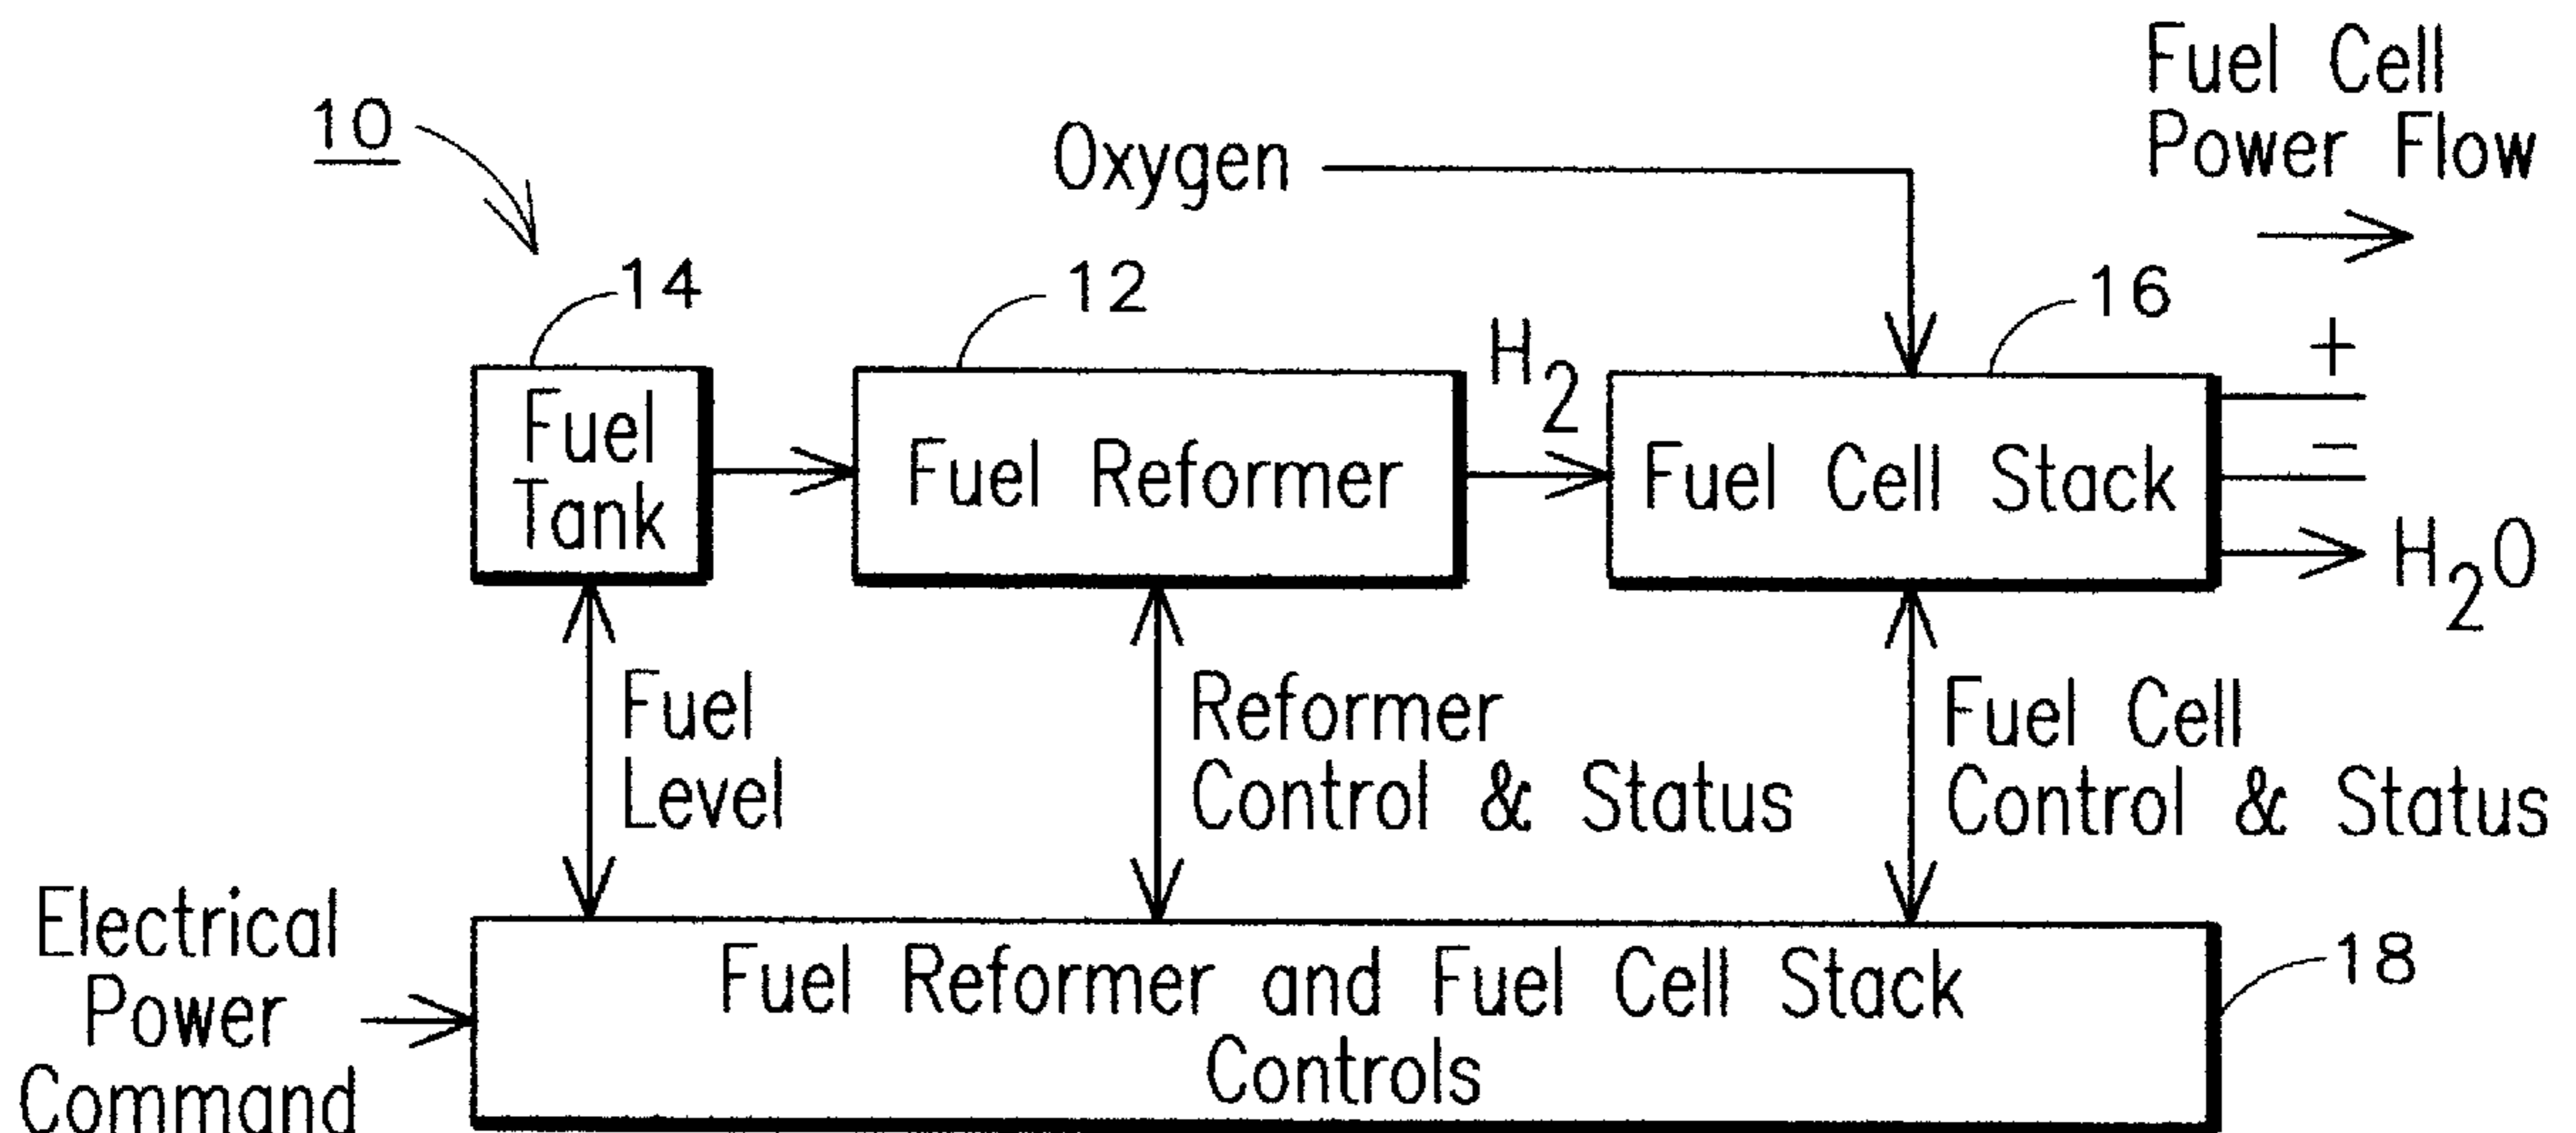 Fuel Cell
Power Flow
10
Oxygen
14
12
16
H2
+
Fuel
Tank
Fuel Reformer
Fuel Cell Stack
−
H2O
Fuel
Level
Reformer
Control & Status
Fuel Cell
Control & Status
Electrical
Power
Command
Fuel Reformer and Fuel Cell Stack
Controls
18